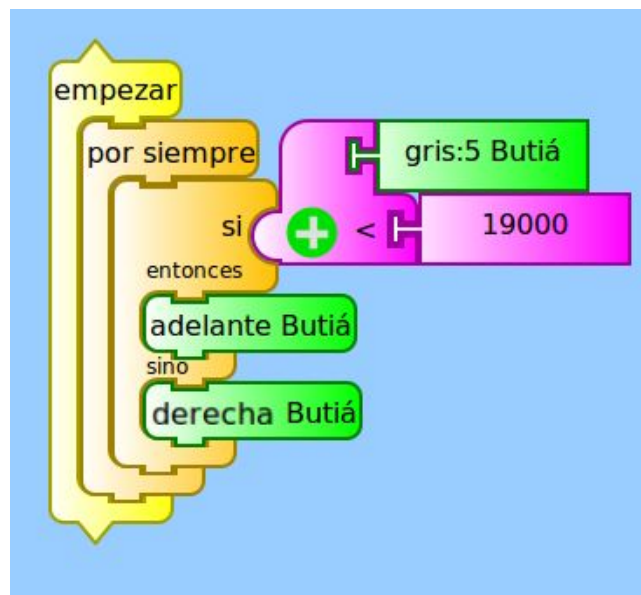 empezar
por siempre
gris:5 Butiá
si
<
19000
entonces
adelante Butiá
sino
derecha Butiá